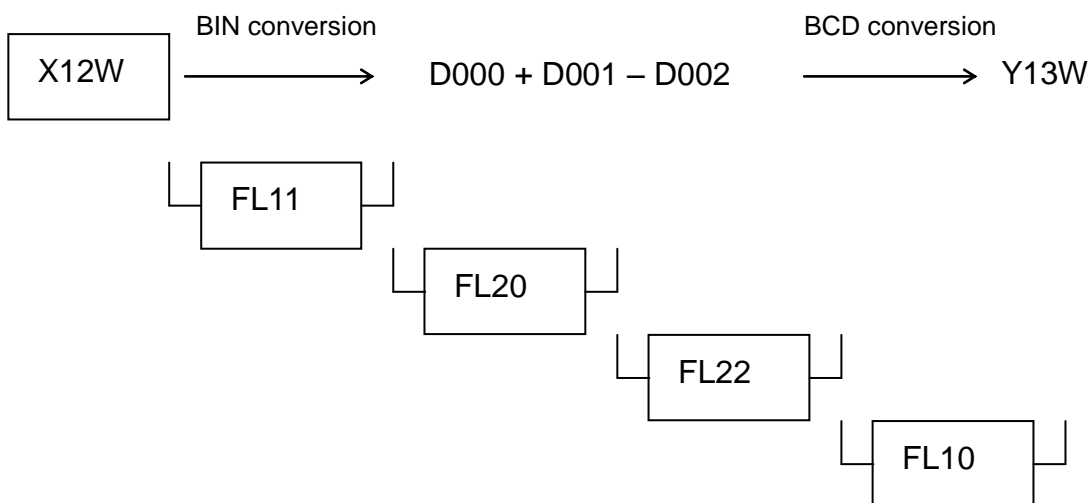 BIN conversion
BCD conversion
X12W
D000 + D001 – D002
Y13W
FL11
FL20
FL22
FL10